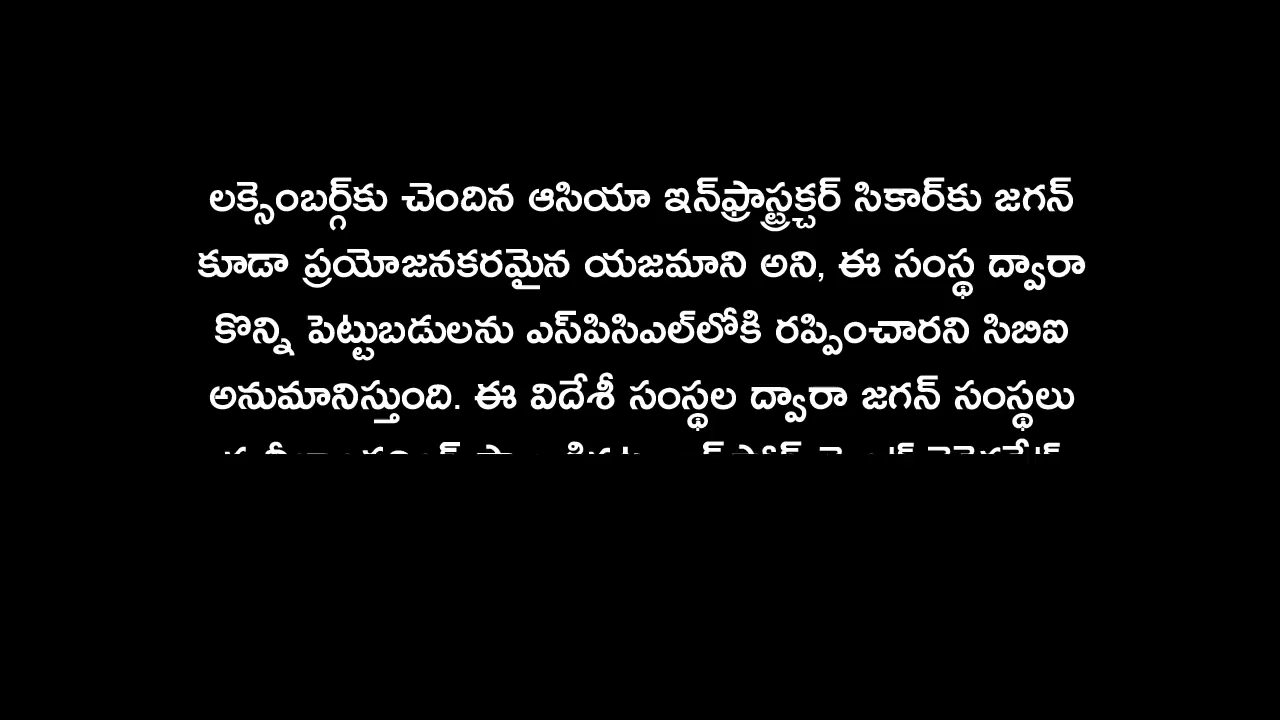 లక్సెంబర్గ్‌కు చెందిన ఆసియా ఇన్‌ఫ్రాస్ట్రక్చర్ సికార్‌కు జగన్
కూడా ప్రయోజనకరమైన యజమాని అని, ఈ సంస్థ ద్వారా
కొన్ని పెట్టుబడులను ఎస్‌పిసిఎల్‌లోకి రప్పించారని సిబిఐ
అనుమానిస్తుంది. ఈ విదేశీ సంస్థల ద్వారా జగన్ సంస్థలు